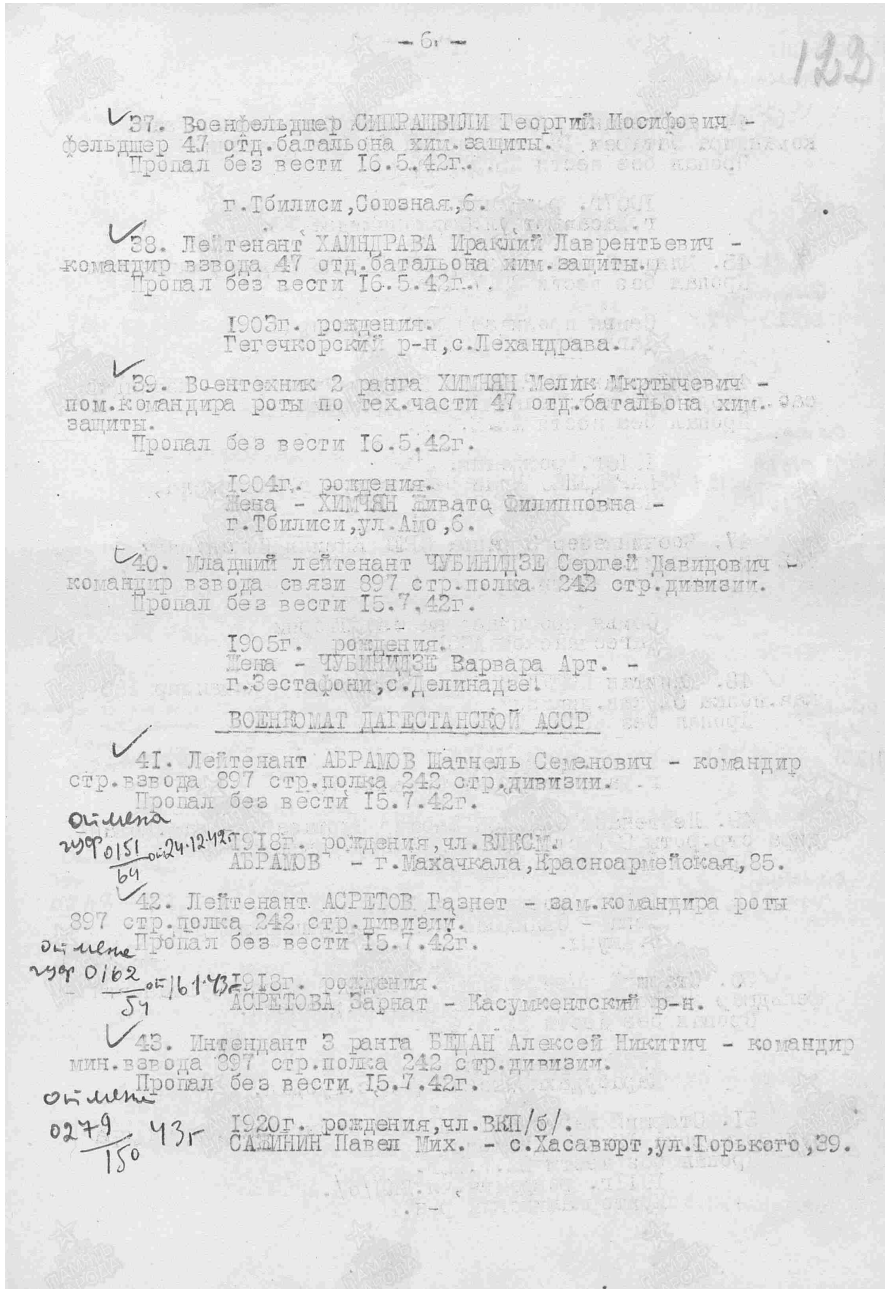 - 6. -
122
37. Военфельдшер СИПРАШВИЛИ Георгий Иосифович -
фельдшер 47 отд.батальона хим.защиты.
Пропал без вести 16.5.42г.
г.Тбилиси,Союзная,6.
38. Лейтенант ХАИНДРАВА Ираклий Лаврентьевич -
командир взвода 47 отд.батальона хим.защиты.
Пропал без вести 16.5.42г.
1903г. рождения.
Гегечкорский р-н,с.Лехандрава.
39. Воентехник 2 ранга ХИМЧЯН Мелик Мкртычевич -
пом.командира роты по тех.части 47 отд.батальона хим.
защиты.
Пропал без вести 16.5.42г.
1904г. рождения.
Жена - ХИМЧЯН Живата Филипповна -
г.Тбилиси,ул.Амо,6.
40. Младший лейтенант ЧУБИНИДЗЕ Сергей Давидович -
командир взвода связи 897 стр.полка 242 стр.дивизии.
Пропал без вести 15.7.42г.
1905г. рождения.
Жена - ЧУБИНИДЗЕ Варвара Арт. -
г.Зестафони,с.Делинадзе.
ВОЕНКОМАТ ДАГЕСТАНСКОЙ АССР
41. Лейтенант АБРАМОВ Шатнель Семенович - командир
стр.взвода 897 стр.полка 242 стр.дивизии.
Пропал без вести 15.7.42г.
отмена
0151/64 от 24.12.42г
1918г. рождения,чл.ВЛКСМ.
АБРАМОВ - г.Махачкала,Красноармейская,85.
42. Лейтенант АСРЕТОВ Газнет - зам.командира роты
897 стр.полка 242 стр.дивизии.
Пропал без вести 15.7.42г.
отмена
0162/54 от 16.1.43г
1918г. рождения.
АСРЕТОВА Зарнат - Касумкентский р-н.
43. Интендант 3 ранга Алексей Никитич - командир
мин.взвода 897 стр.полка 242 стр.дивизии.
Пропал без вести 15.7.42г.
отмена
0279/150 43г
1920г. рождения,чл.ВКП/б/.
Павел Мих. - с.Хасавюрт,ул.Горького,39.